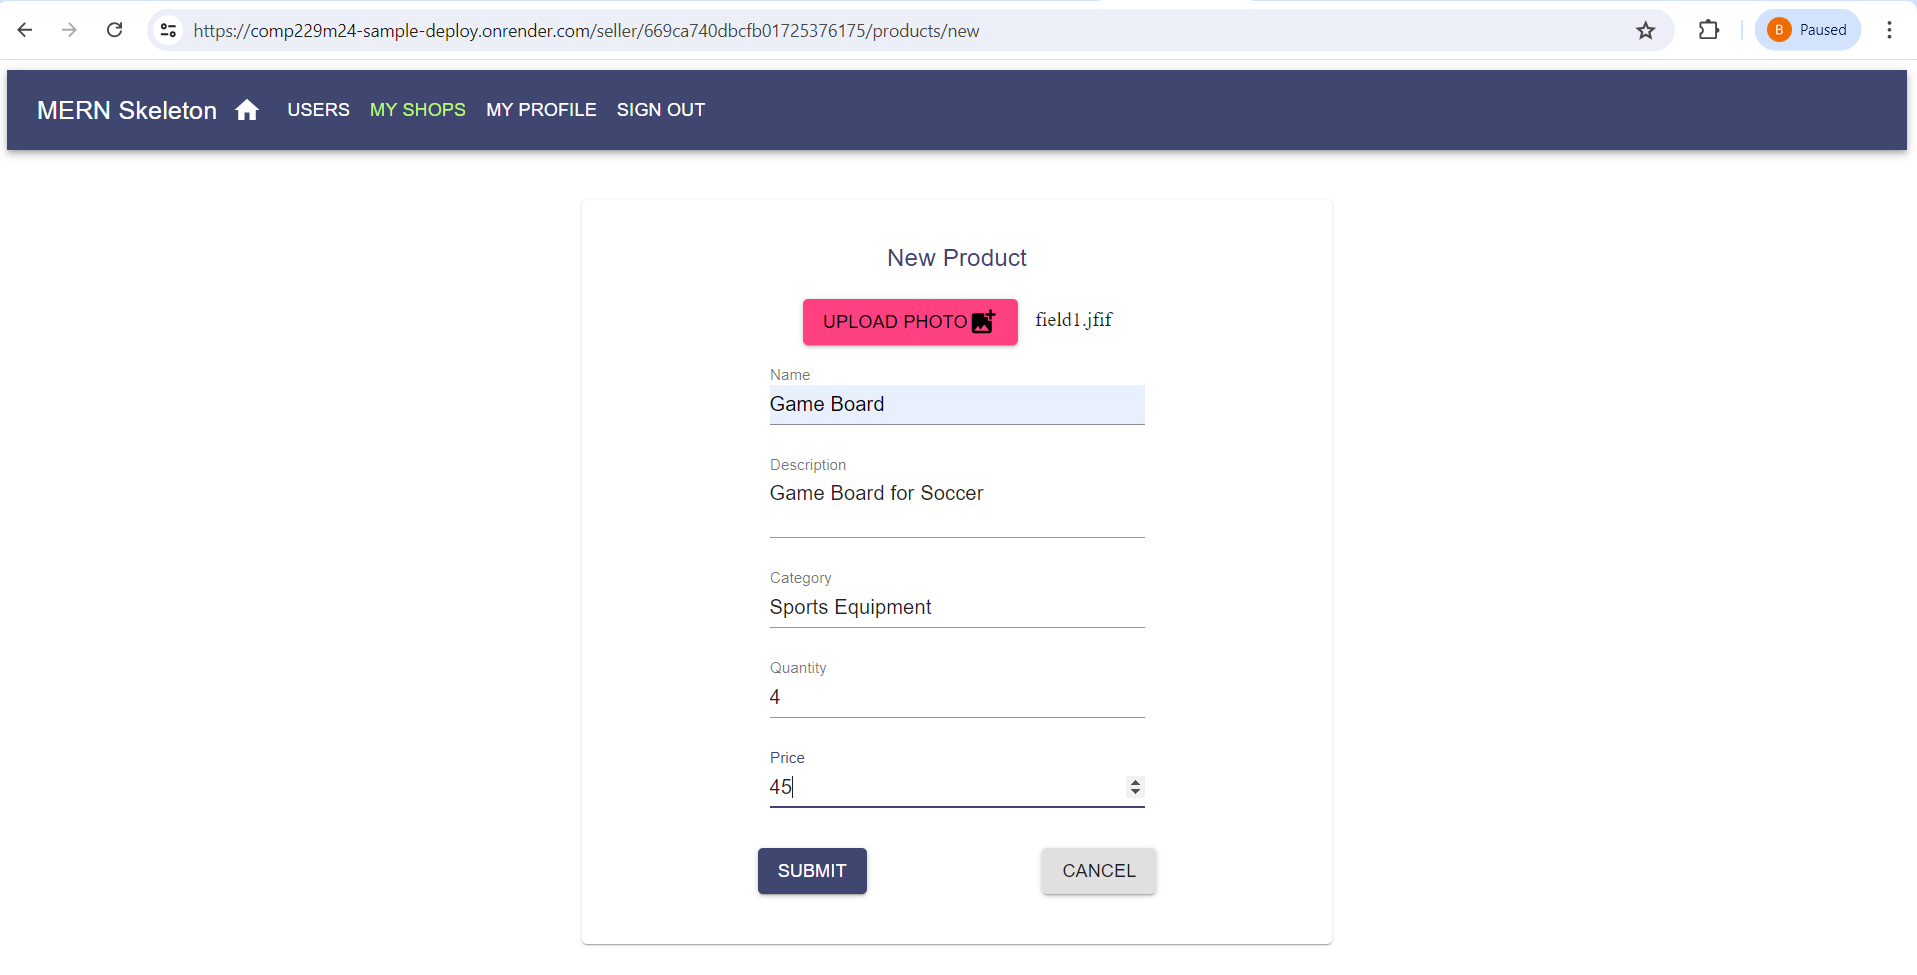 https://comp229m24-sample-deploy.onrender.com/seller/669ca740dbcfb01725376175/products/new
B Paused
MERN Skeleton USERS MY SHOPS MY PROFILE SIGN OUT
New Product
UPLOAD PHOTO field1.jfif
Name
Game Board
Description
Game Board for Soccer
Category
Sports Equipment
Quantity
4
Price
45
SUBMIT CANCEL